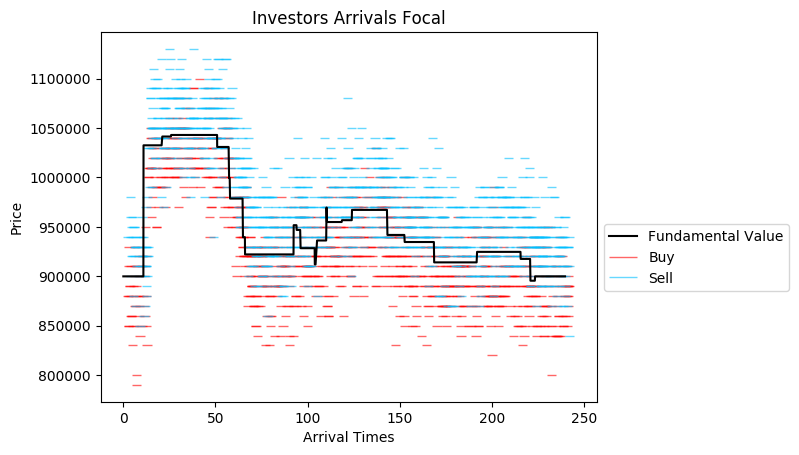 Investors Arrivals Focal
Price
1100000
1050000
1000000
950000
900000
850000
800000
0 50 100 150 200 250
Arrival Times
Fundamental Value
Buy
Sell